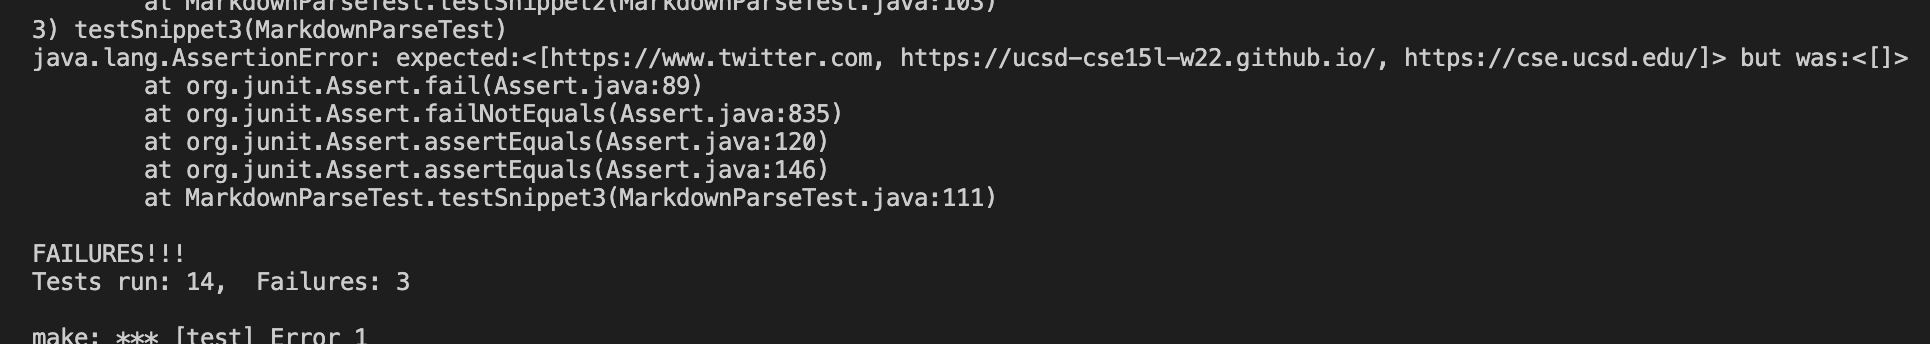 at MarkdownParseTest.testSnippet2(MarkdownParseTest.java:103)
3) testSnippet3(MarkdownParseTest)
java.lang.AssertionError: expected:<[https://www.twitter.com, https://ucsd-cse15l-w22.github.io/, https://cse.ucsd.edu/]> but was:<[]>
at org.junit.Assert.fail(Assert.java:89)
at org.junit.Assert.failNotEquals(Assert.java:835)
at org.junit.Assert.assertEquals(Assert.java:120)
at org.junit.Assert.assertEquals(Assert.java:146)
at MarkdownParseTest.testSnippet3(MarkdownParseTest.java:111)
FAILURES!!!
Tests run: 14,  Failures: 3
make: *** [test] Error 1